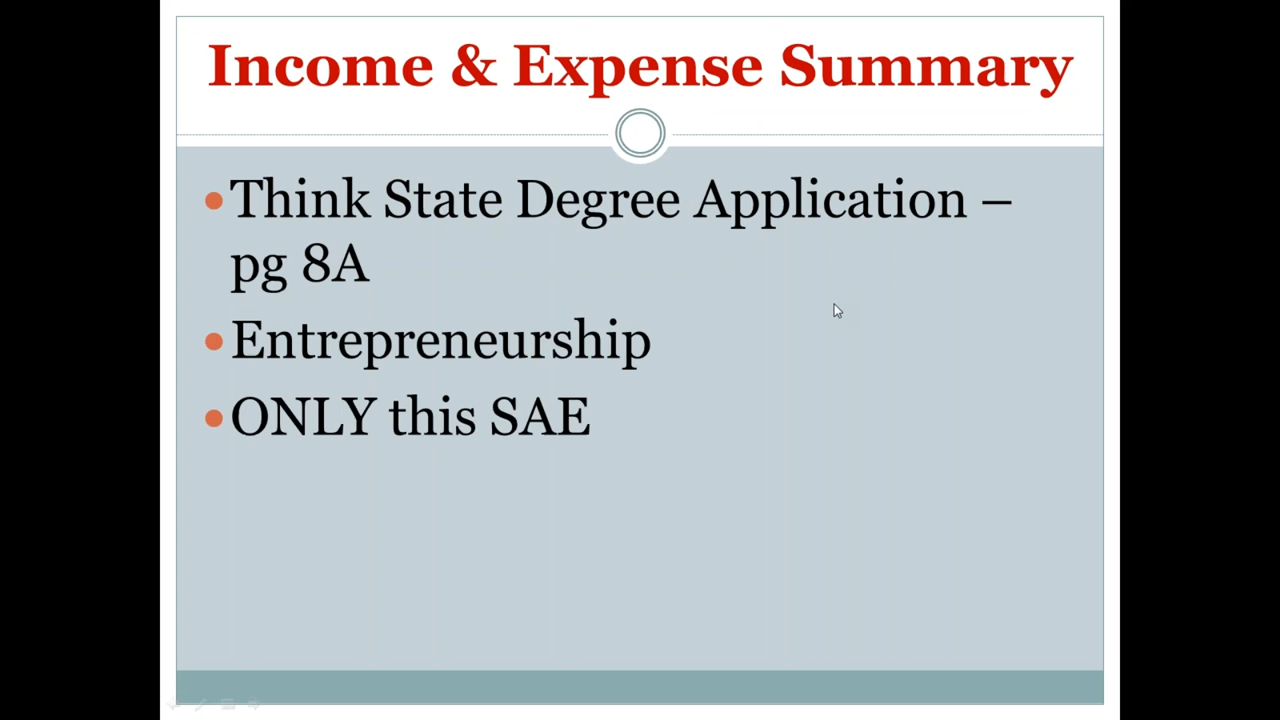 Income & Expense Summary
•Think State Degree Application –
pg 8A
•Entrepreneurship
•ONLY this SAE